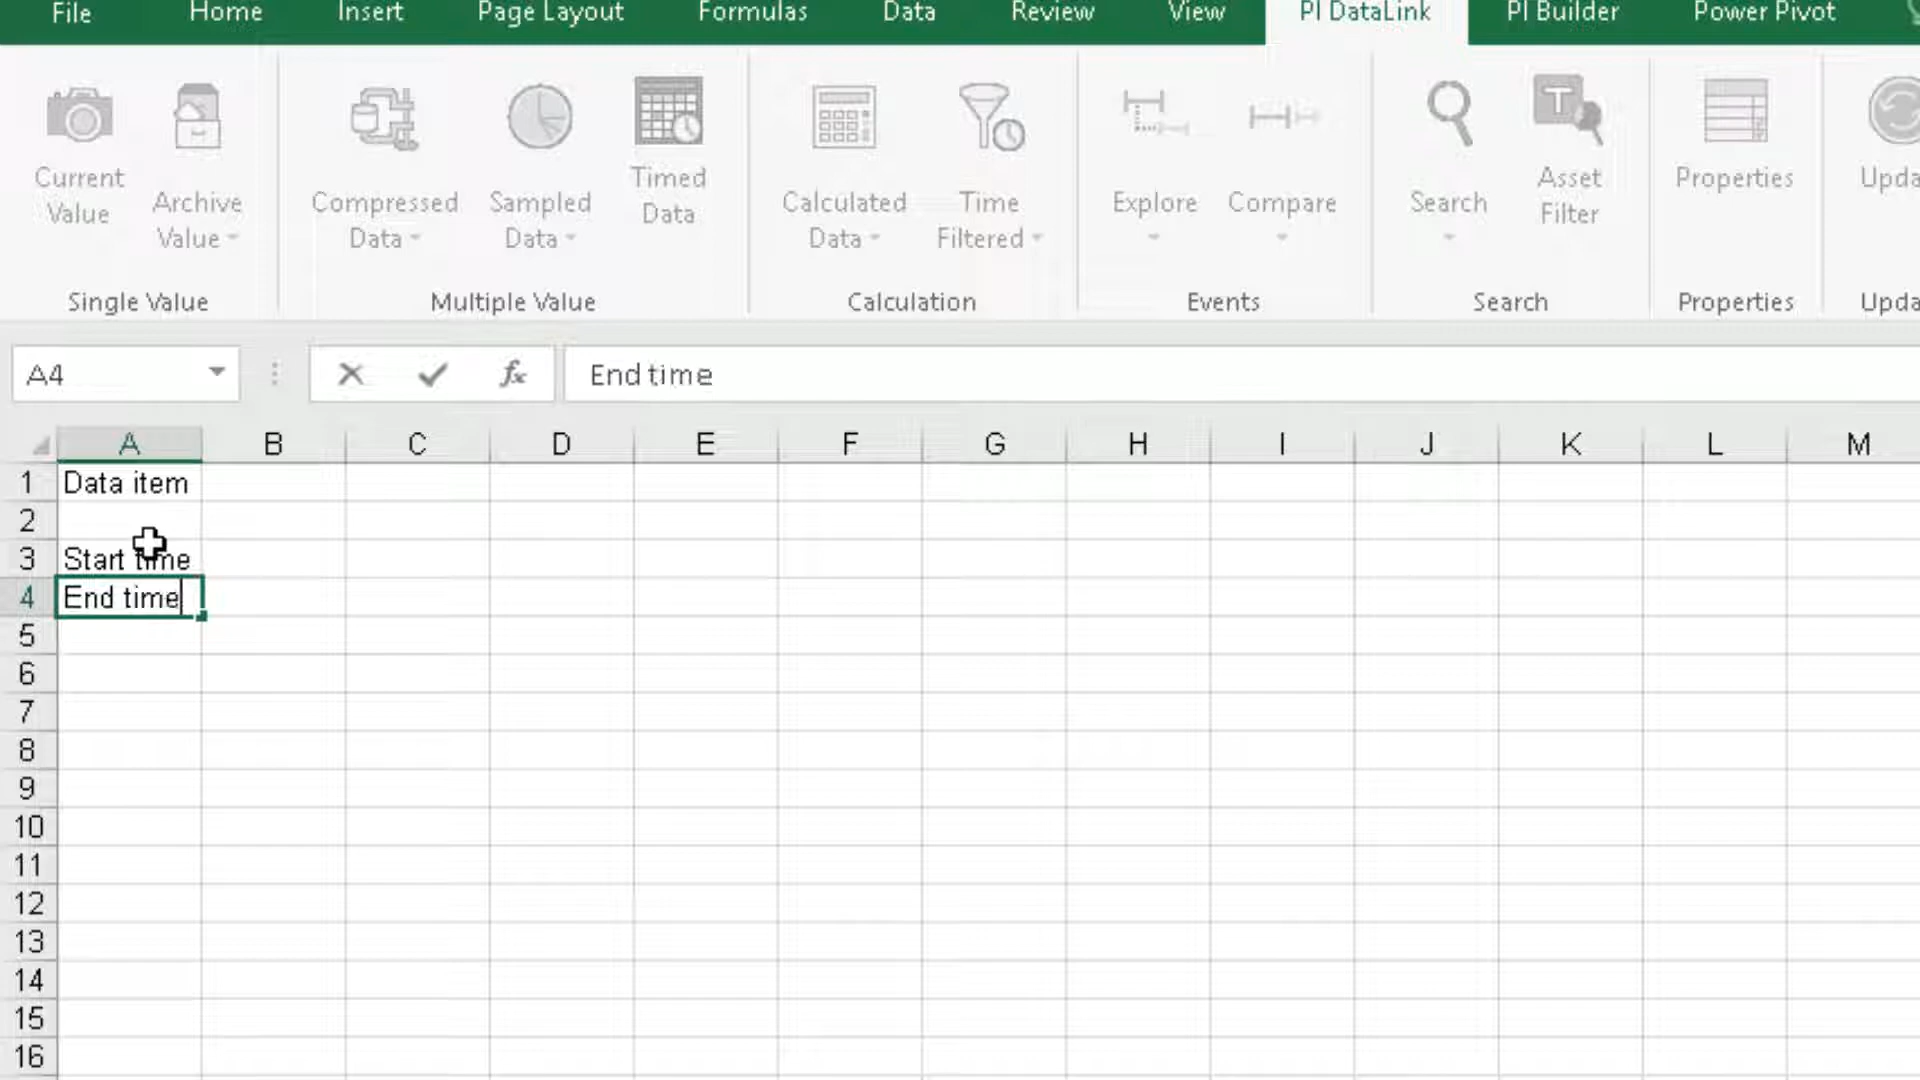 File Home Insert Page Layout Formulas Data Review View PI DataLink PI Builder Power Pivot
Current Value
Archive Value
Compressed Data
Sampled Data
Timed Data
Calculated Data
Time Filtered
Explore
Compare
Search
Asset Filter
Properties
Upda
Single Value Multiple Value Calculation Events Search Properties Upda
A4 fx End time
A B C D E F G H I J K L M
1 Data item
2
3 Start time
4 End time
5
6
7
8
9
10
11
12
13
14
15
16